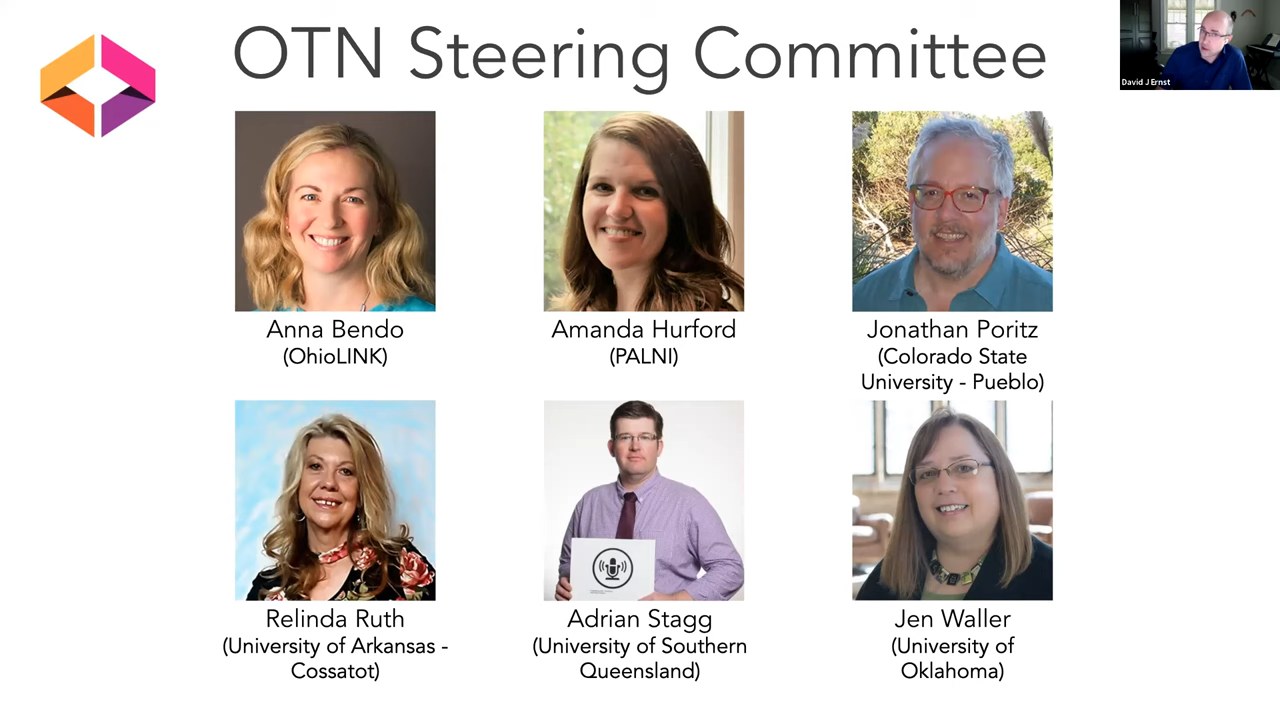 OTN Steering Committee
David J Ernst
Anna Bendo
(OhioLINK)
Amanda Hurford
(PALNI)
Jonathan Poritz
(Colorado State
University - Pueblo)
Relinda Ruth
(University of Arkansas -
Cossatot)
Adrian Stagg
(University of Southern
Queensland)
Jen Waller
(University of
Oklahoma)